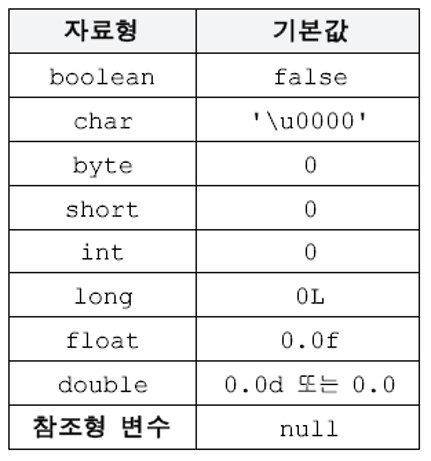 자료형 기본값
boolean false
char '\u0000'
byte 0
short 0
int 0
long 0L
float 0.0f
double 0.0d 또는 0.0
참조형 변수 null